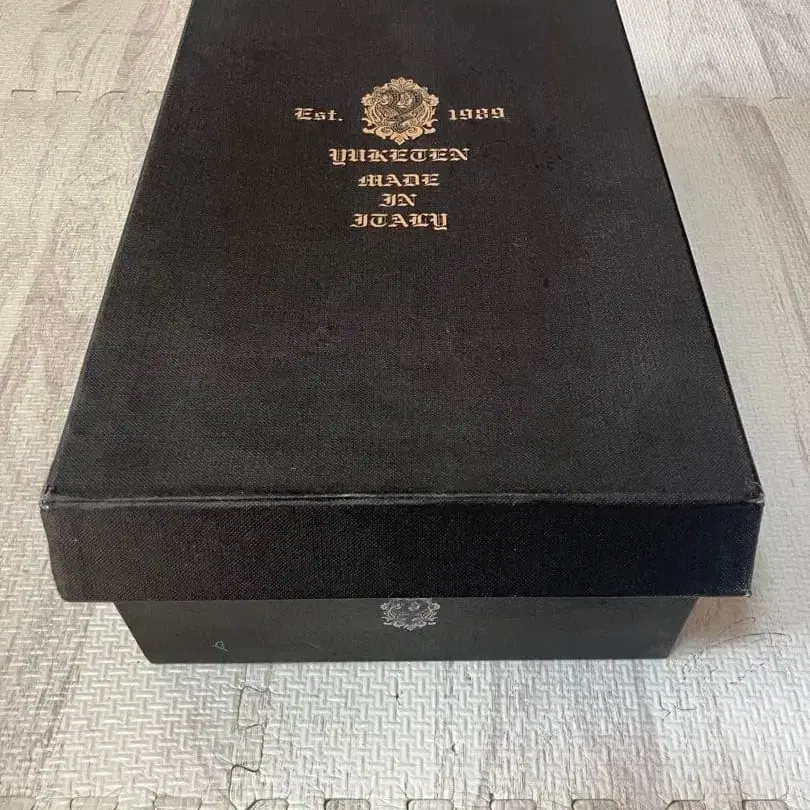 Est. 1989
YUKETEN
MADE
IN
ITALY